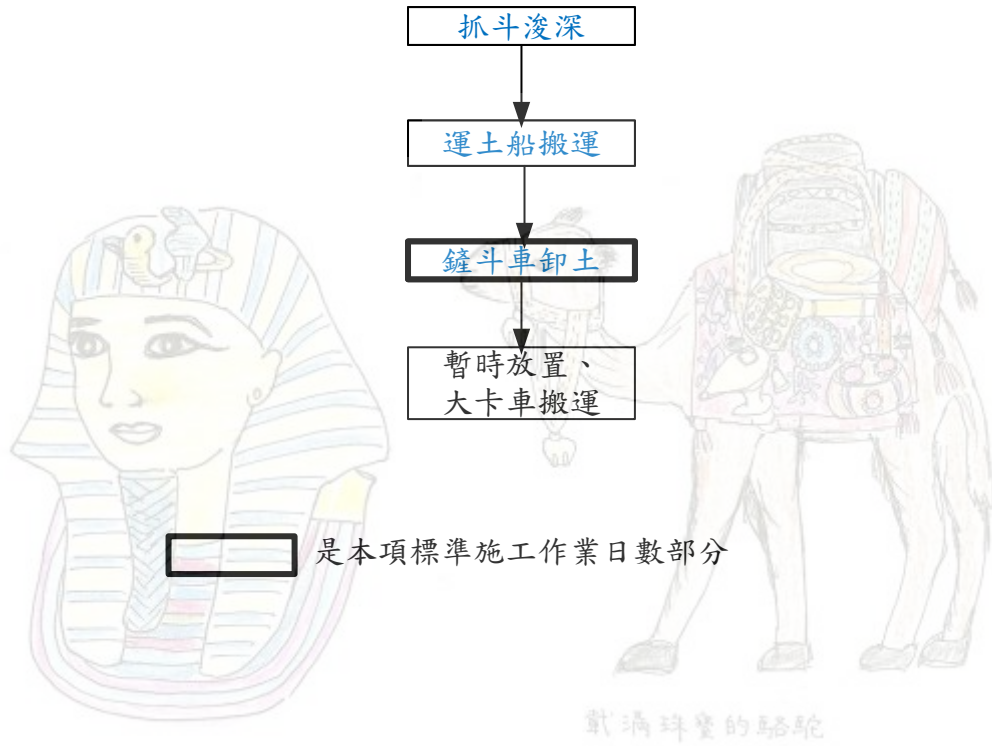 抓斗浚深
運土船搬運
鏟斗車卸土
暫時放置、
大卡車搬運
是本項標準施工作業日數部分
載滿珠寶的駱駝